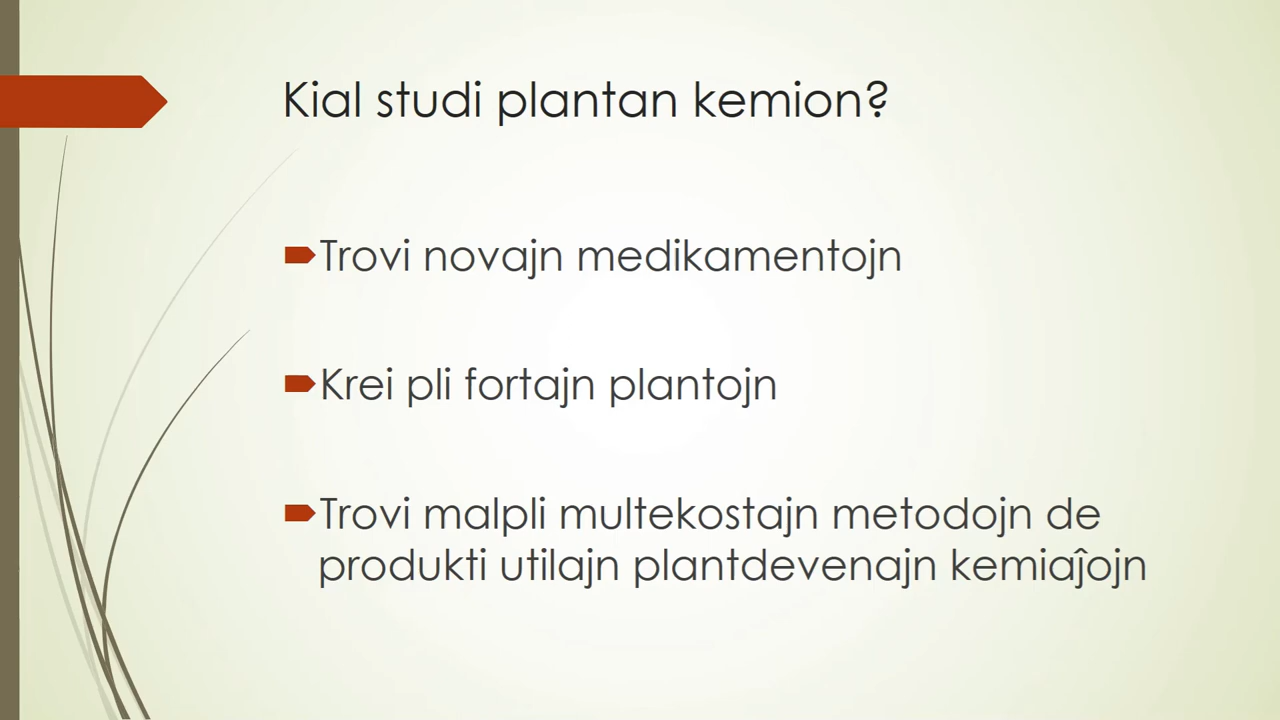 Kial studi plantan kemion?
Trovi novajn medikamentojn
Krei pli fortajn plantojn
Trovi malpli multekostajn metodojn de
produkti utilajn plantdevenajn kemiaĵojn